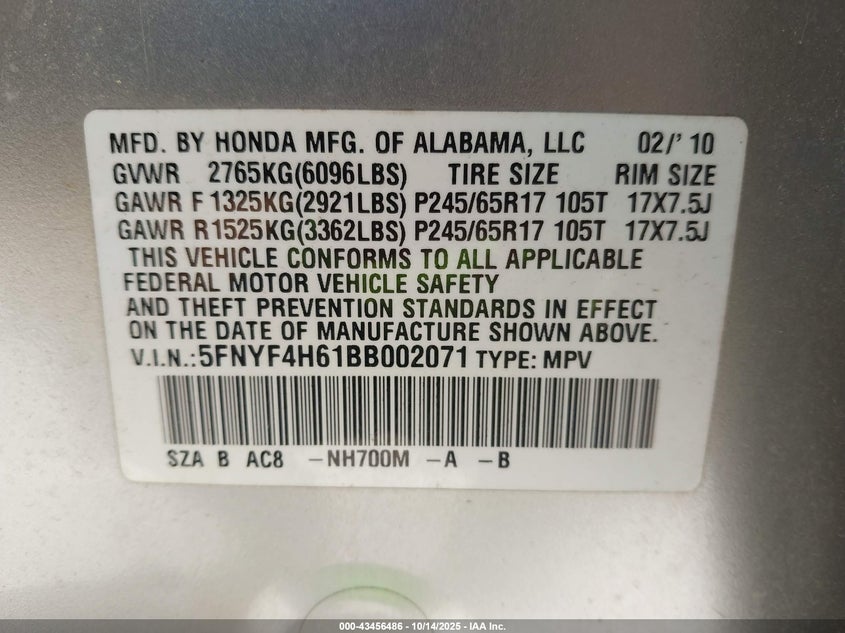 MFD. BY HONDA MFG. OF ALABAMA, LLC 02/' 10
GVWR 2765KG(6096LBS) TIRE SIZE RIM SIZE
GAWR F 1325KG(2921LBS) P245/65R17 105T 17X7.5J
GAWR R1525KG(3362LBS) P245/65R17 105T 17X7.5J
THIS VEHICLE CONFORMS TO ALL APPLICABLE
FEDERAL MOTOR VEHICLE SAFETY
AND THEFT PREVENTION STANDARDS IN EFFECT
ON THE DATE OF MANUFACTURE SHOWN ABOVE.
V.I.N.:5FNYF4H61BB002071 TYPE: MPV
SZA B AC8 -NH700M -A -B
000-43456486 - 10/14/2025 - IAA Inc.